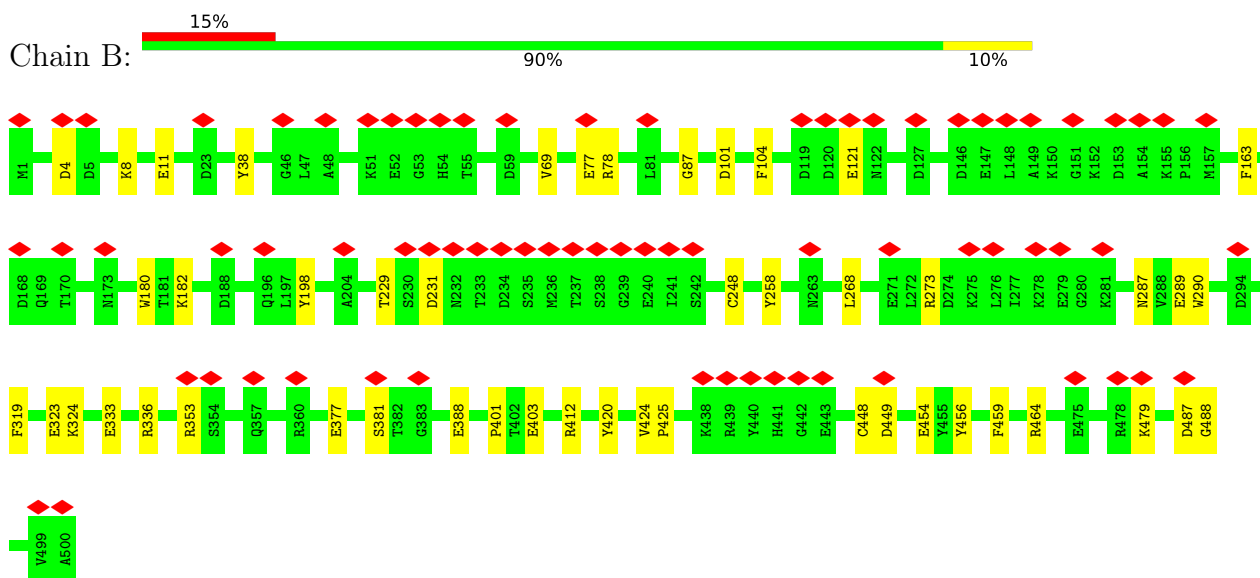 15%
Chain B:
90%
10%
M1 D4 D5 K8 E11 D23 Y38 G46 L47 A48 K51 E52 G53 H54 T55 D59 V69 E77 R78 L81 G87 D101 F104 D119 D120 E121 N122 D127 D146 E147 L148 A149 K150 G151 K152 D153 A154 K155 P156 M157 F163
D168 Q169 T170 N173 W180 T181 K182 D188 Q196 L197 Y198 A204 T229 S230 D231 N232 T233 D234 S235 M236 T237 S238 G239 E240 I241 S242 C248 Y258 N263 L268 E271 L272 R273 D274 K275 L276 I277 K278 E279 G280 K281 N287 V288 E289 W290 D294
F319 E323 K324 E333 R336 R353 S354 Q357 R360 E377 S381 T382 G383 E388 P401 T402 E403 R412 Y420 V424 P425 K438 R439 Y440 H441 G442 E443 C448 D449 E454 Y455 Y456 F459 R464 E475 R478 K479 D487 G488
V499 A500